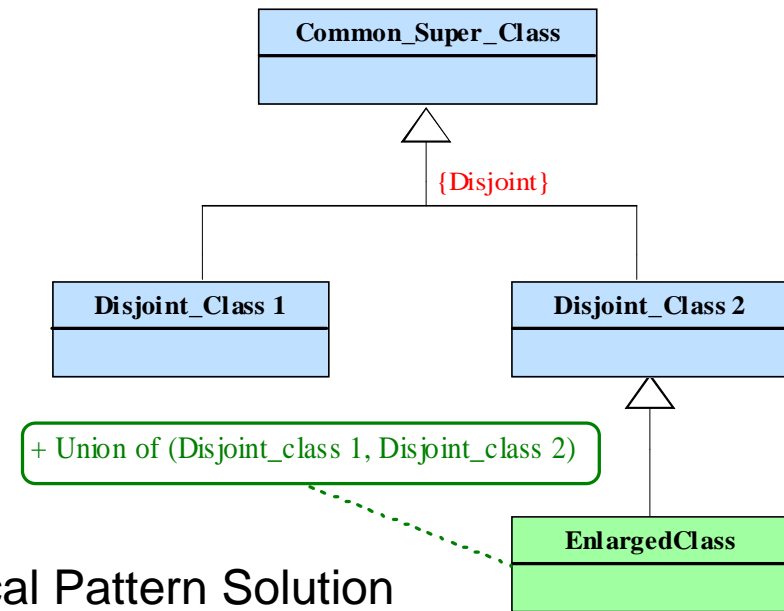 Common_Super_Class
{Disjoint}
Disjoint_Class 1
Disjoint_Class 2
+ Union of (Disjoint_class 1, Disjoint_class 2)
EnlargedClass
cal Pattern Solution